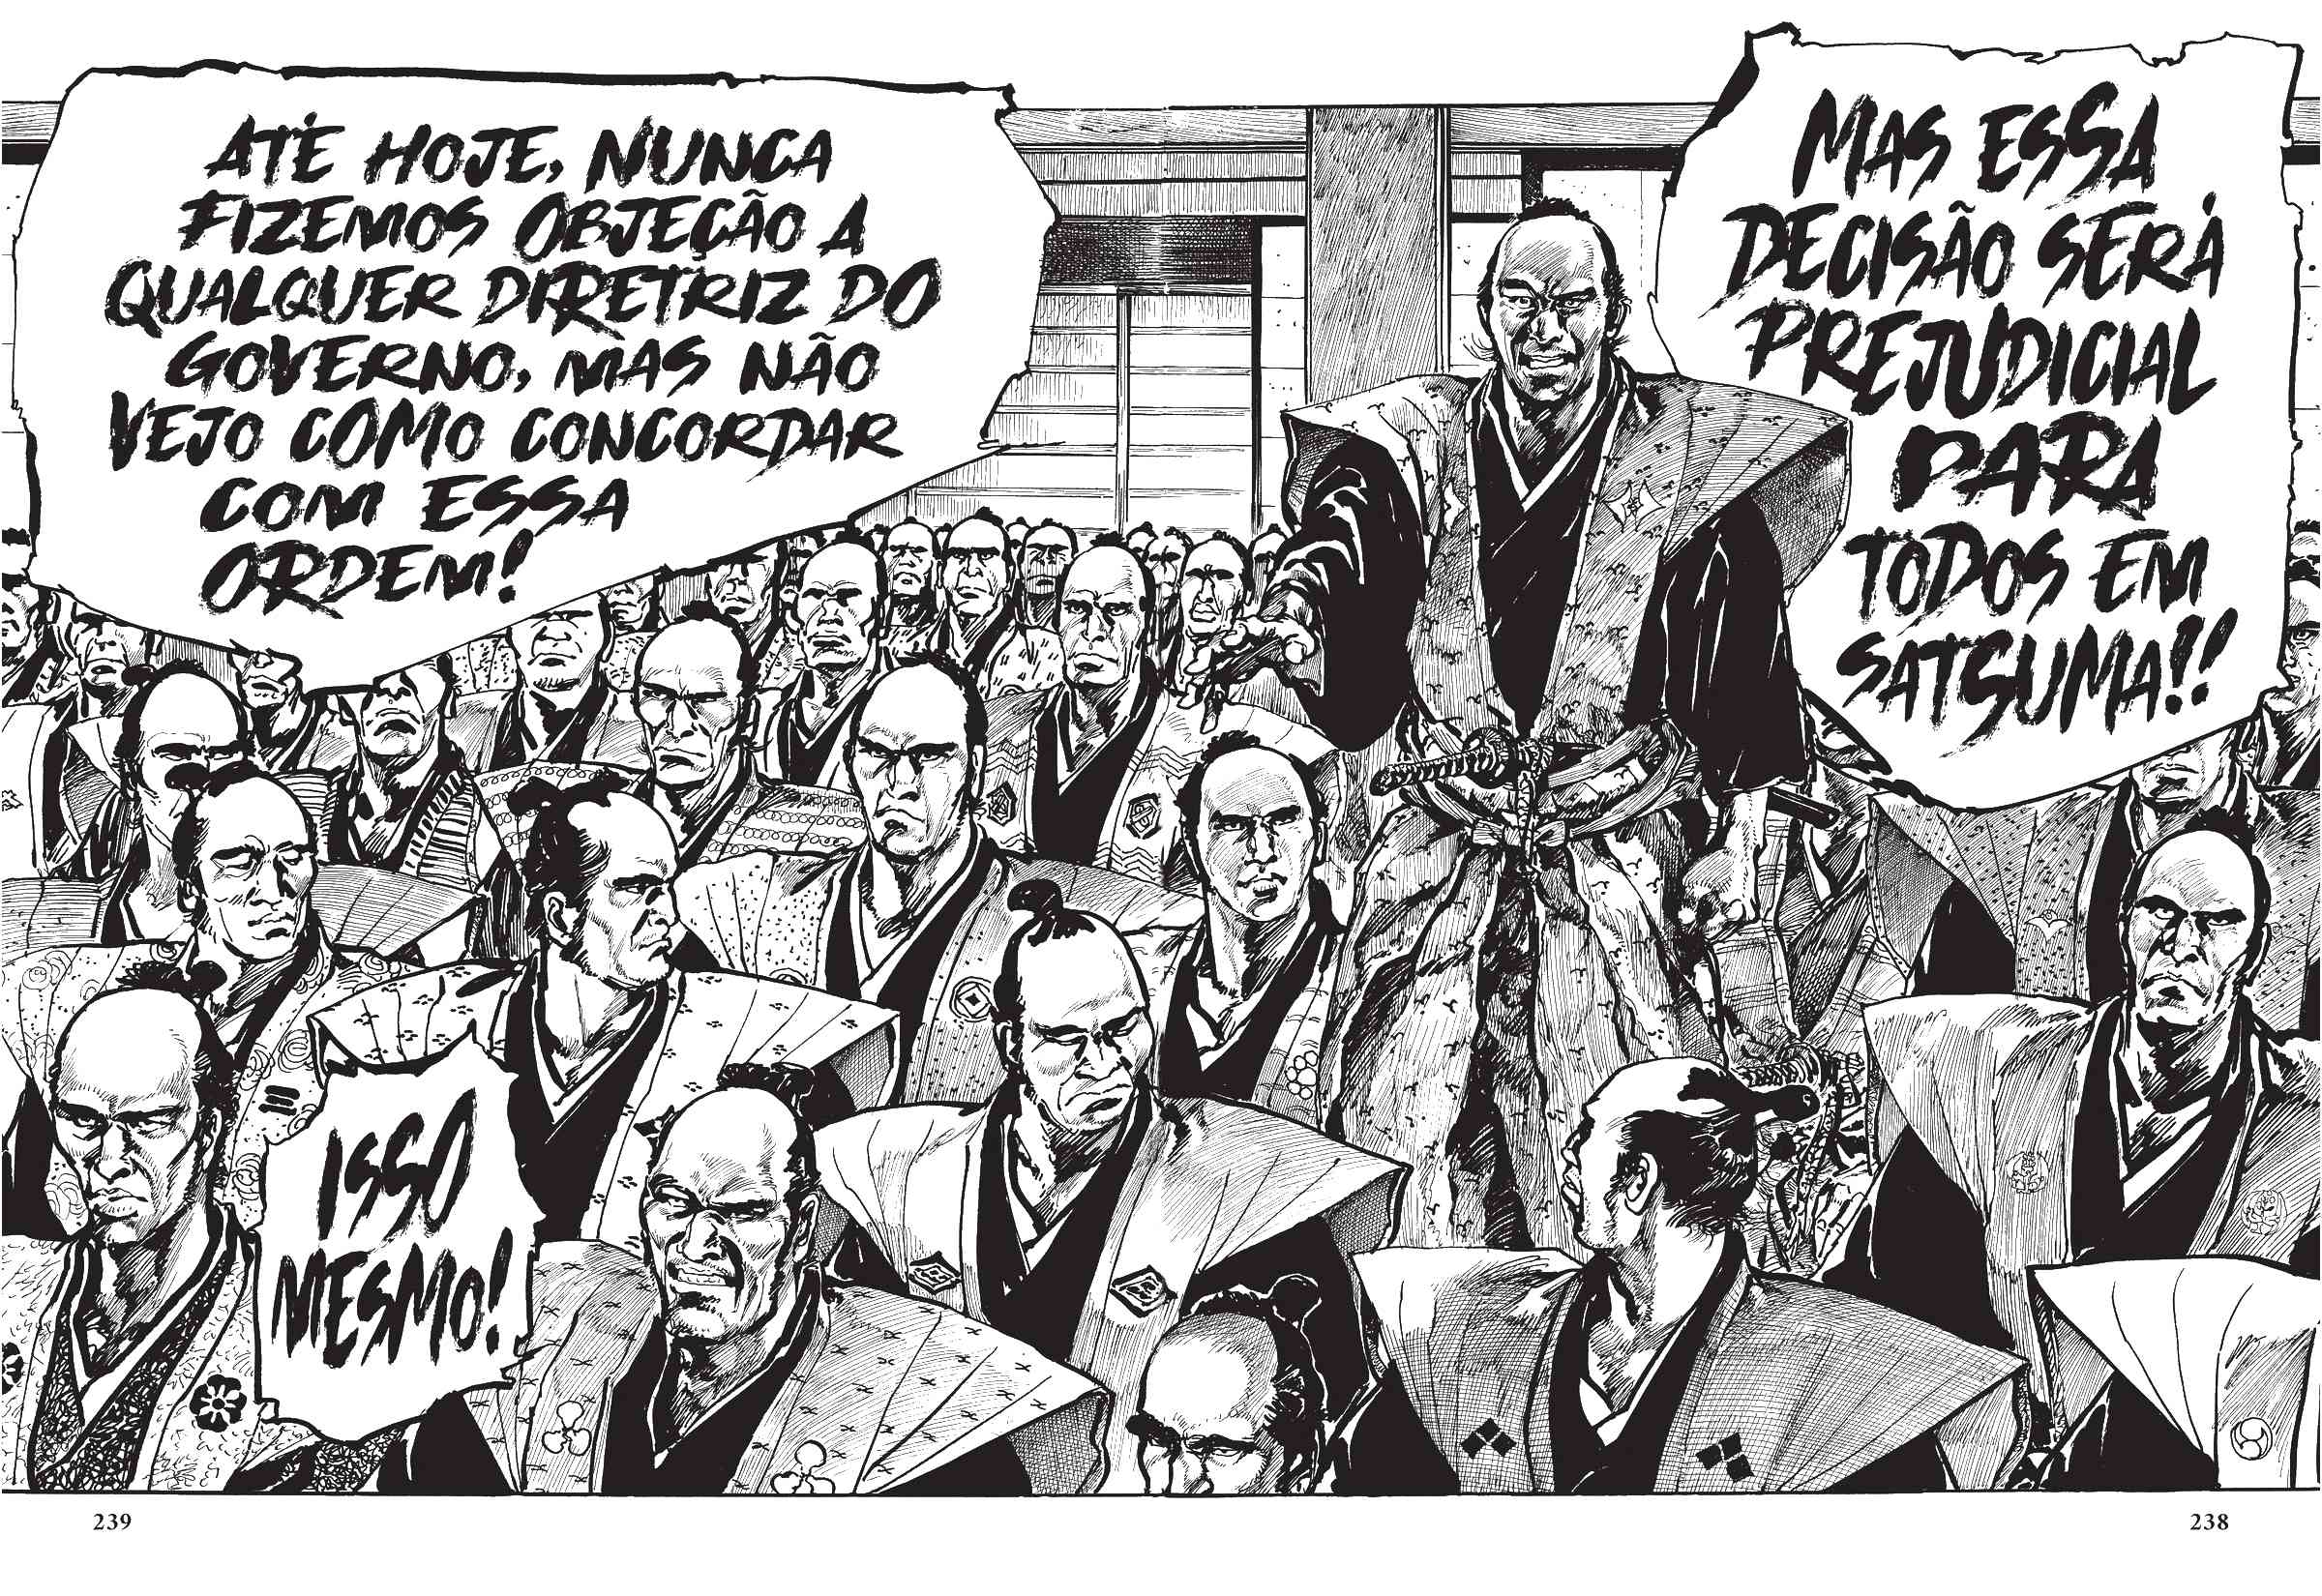 MAS ESSA
DECISÃO SERÁ
PREJUDICIAL
PARA
TODOS EM
SATSUMA!!
ATÉ HOJE, NUNCA
FIZEMOS OBJEÇÃO A
QUALQUER DIRETRIZ DO
GOVERNO, MAS NÃO
VEJO COMO CONCORDAR
COM ESSA
ORDEM!
ISSO
MESMO!
239
238